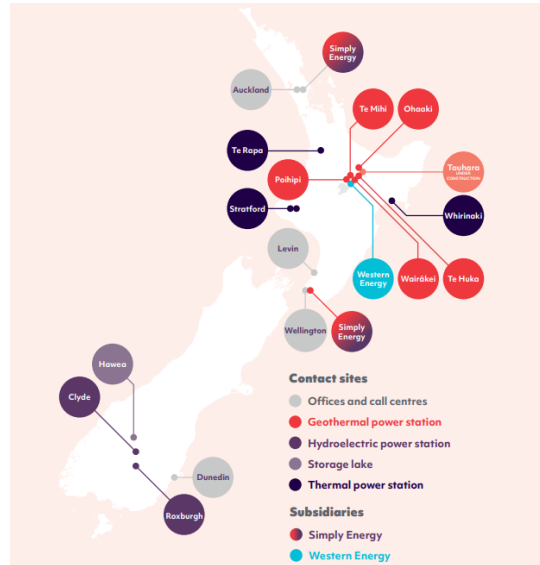 Simply
Energy
Auckland
Te Mihi
Ohaaki
Te Rapa
Tauhara
UNDER
CONSTRUCTION
Poihipi
Stratford
Whirinaki
Levin
Western
Energy
Wairākei
Te Huka
Wellington
Simply
Energy
Hawea
Clyde
Dunedin
Roxburgh
Contact sites
Offices and call centres
Geothermal power station
Hydroelectric power station
Storage lake
Thermal power station
Subsidiaries
Simply Energy
Western Energy